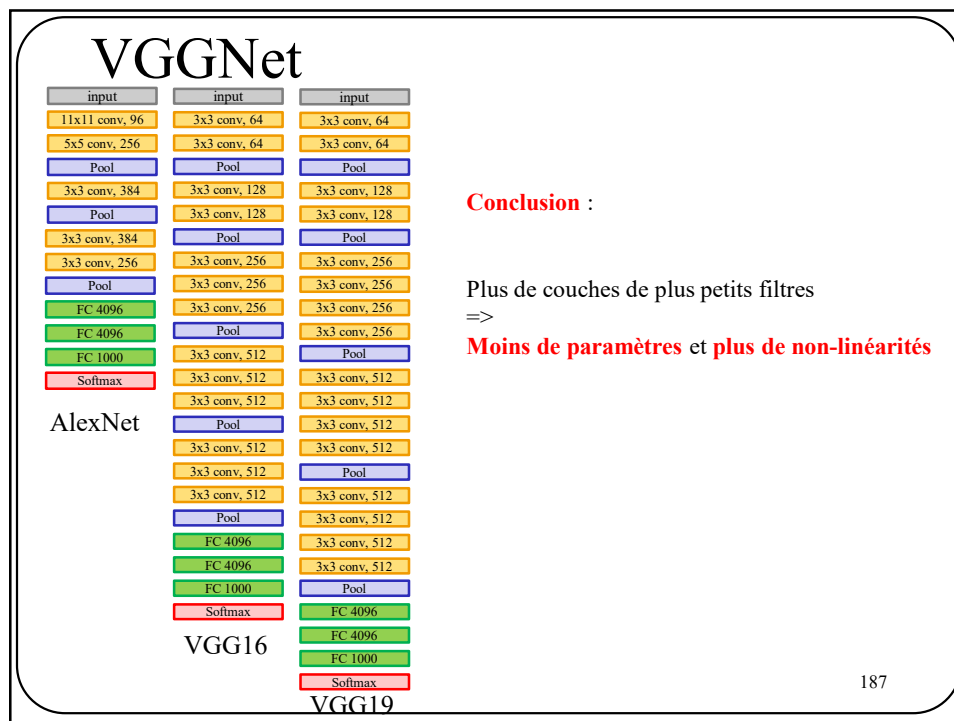 VGGNet
input
11x11 conv, 96
5x5 conv, 256
Pool
3x3 conv, 384
Pool
3x3 conv, 384
3x3 conv, 256
Pool
FC 4096
FC 4096
FC 1000
Softmax
AlexNet
input
3x3 conv, 64
3x3 conv, 64
Pool
3x3 conv, 128
3x3 conv, 128
Pool
3x3 conv, 256
3x3 conv, 256
3x3 conv, 256
Pool
3x3 conv, 512
3x3 conv, 512
3x3 conv, 512
Pool
3x3 conv, 512
3x3 conv, 512
3x3 conv, 512
Pool
FC 4096
FC 4096
FC 1000
Softmax
VGG16
input
3x3 conv, 64
3x3 conv, 64
Pool
3x3 conv, 128
3x3 conv, 128
Pool
3x3 conv, 256
3x3 conv, 256
3x3 conv, 256
3x3 conv, 256
Pool
3x3 conv, 512
3x3 conv, 512
3x3 conv, 512
3x3 conv, 512
Pool
3x3 conv, 512
3x3 conv, 512
3x3 conv, 512
3x3 conv, 512
Pool
FC 4096
FC 4096
FC 1000
Softmax
VGG19
Conclusion :
Plus de couches de plus petits filtres
=>
Moins de paramètres et plus de non-linéarités
187